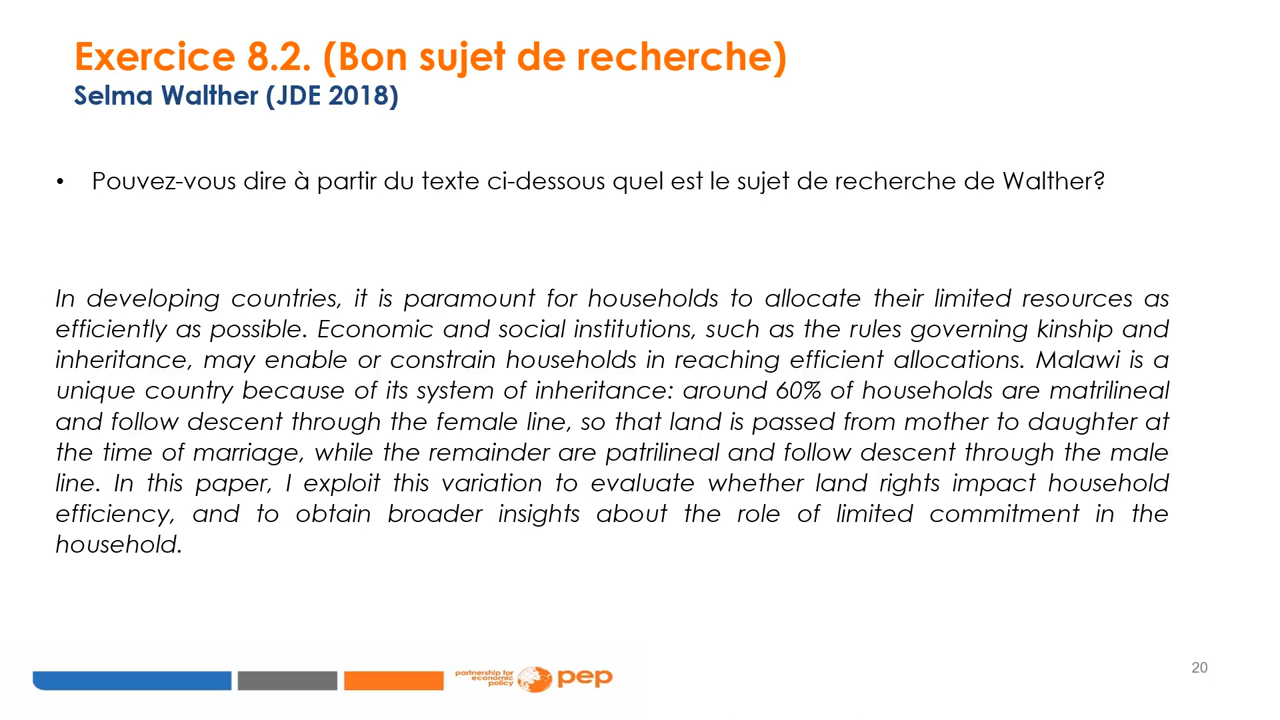 Exercice 8.2. (Bon sujet de recherche)
Selma Walther (JDE 2018)
• Pouvez-vous dire à partir du texte ci-dessous quel est le sujet de recherche de Walther?
In developing countries, it is paramount for households to allocate their limited resources as
efficiently as possible. Economic and social institutions, such as the rules governing kinship and
inheritance, may enable or constrain households in reaching efficient allocations. Malawi is a
unique country because of its system of inheritance: around 60% of households are matrilineal
and follow descent through the female line, so that land is passed from mother to daughter at
the time of marriage, while the remainder are patrilineal and follow descent through the male
line. In this paper, I exploit this variation to evaluate whether land rights impact household
efficiency, and to obtain broader insights about the role of limited commitment in the
household.
partnership for
economic
policy
pep
20